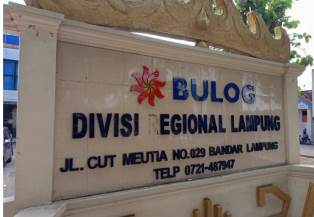 BULOG
DIVISI REGIONAL LAMPUNG
JL. CUT MEUTIA NO.029 BANDAR LAMPUNG
TELP 0721-487947